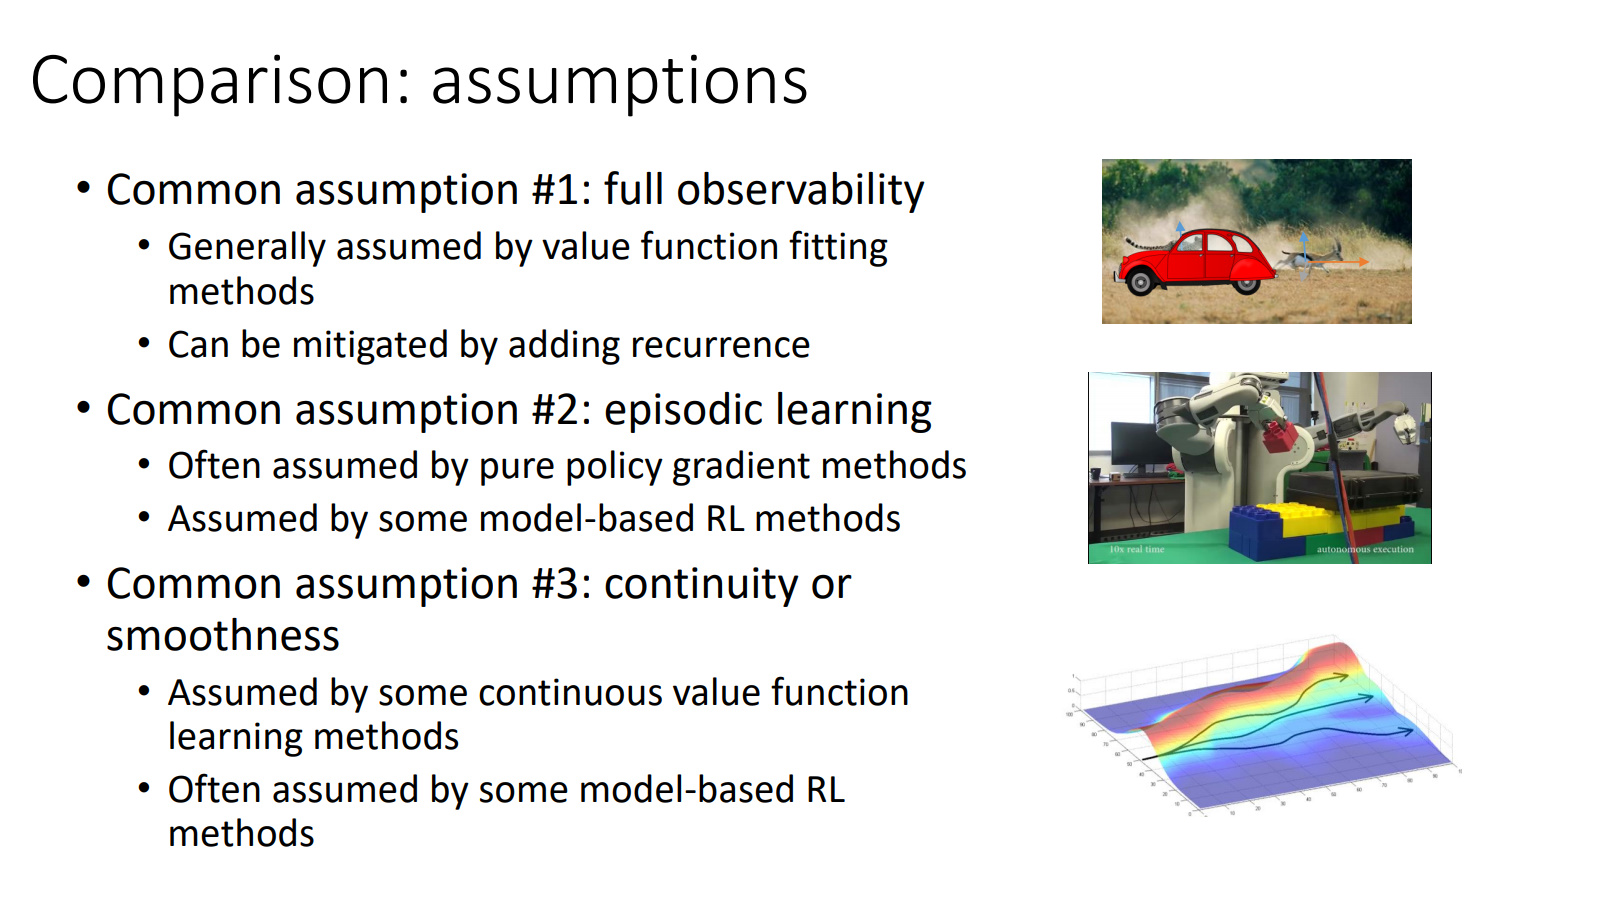 Comparison: assumptions
• Common assumption #1: full observability
• Generally assumed by value function fitting
methods
• Can be mitigated by adding recurrence
• Common assumption #2: episodic learning
• Often assumed by pure policy gradient methods
• Assumed by some model-based RL methods
• Common assumption #3: continuity or
smoothness
• Assumed by some continuous value function
learning methods
• Often assumed by some model-based RL
methods
10x real time
autonomous execution